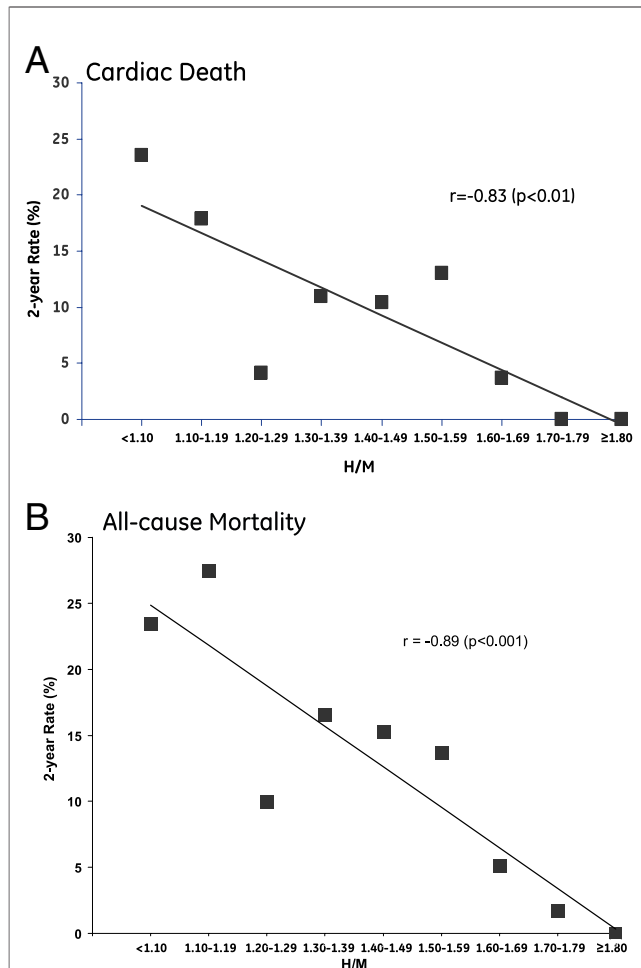 A Cardiac Death
30
25
20
15
10
5
0
2-year Rate (%)
r=-0.83 (p<0.01)
<1.10 1.10-1.19 1.20-1.29 1.30-1.39 1.40-1.49 1.50-1.59 1.60-1.69 1.70-1.79 ≥1.80
H/M
B All-cause Mortality
30
25
20
15
10
5
0
2-year Rate (%)
r = -0.89 (p<0.001)
<1.10 1.10-1.19 1.20-1.29 1.30-1.39 1.40-1.49 1.50-1.59 1.60-1.69 1.70-1.79 ≥1.80
H/M